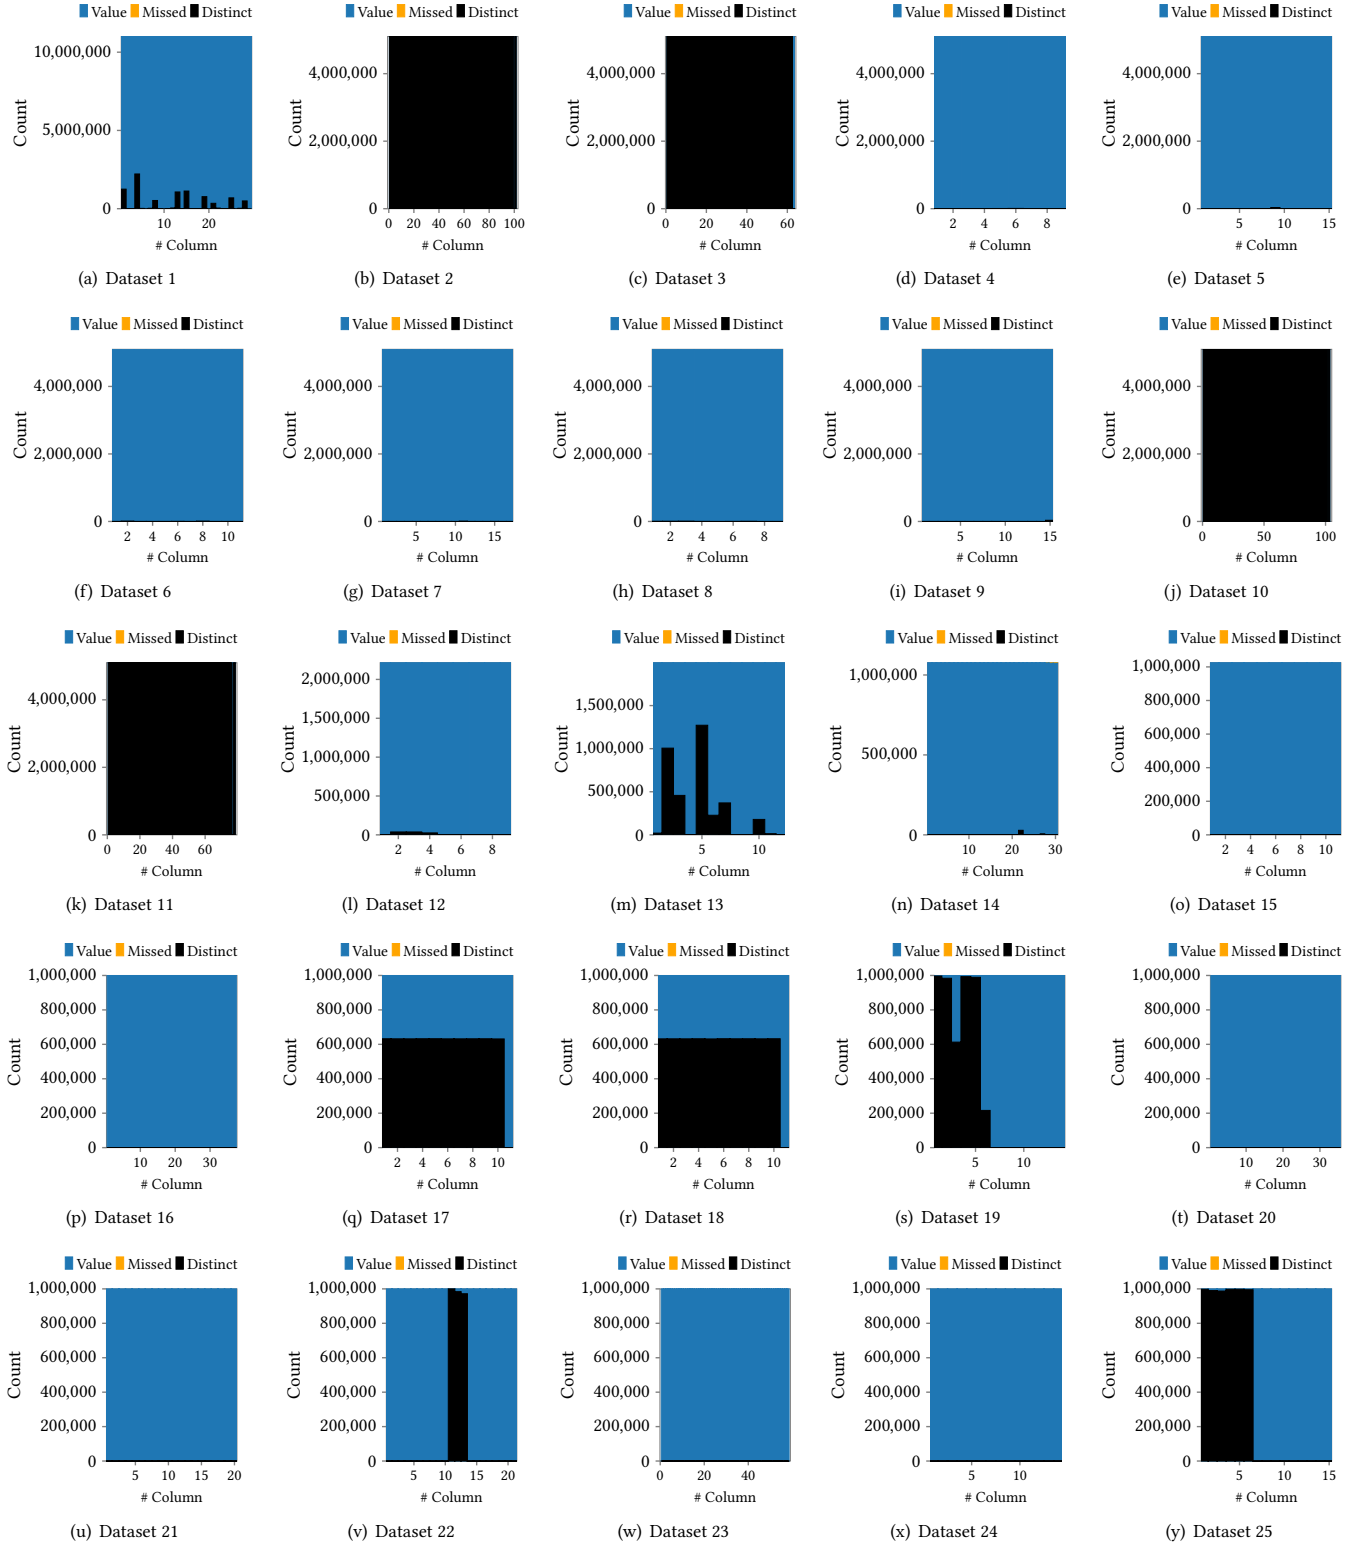 Value Missed Distinct
10,000,000
5,000,000
0
Count
10 20
# Column
(a) Dataset 1
Value Missed Distinct
4,000,000
2,000,000
0
Count
0 20 40 60 80 100
# Column
(b) Dataset 2
Value Missed Distinct
4,000,000
2,000,000
0
Count
0 20 40 60
# Column
(c) Dataset 3
Value Missed Distinct
4,000,000
2,000,000
0
Count
2 4 6 8
# Column
(d) Dataset 4
Value Missed Distinct
4,000,000
2,000,000
0
Count
5 10 15
# Column
(e) Dataset 5
Value Missed Distinct
4,000,000
2,000,000
0
Count
2 4 6 8 10
# Column
(f) Dataset 6
Value Missed Distinct
4,000,000
2,000,000
0
Count
5 10 15
# Column
(g) Dataset 7
Value Missed Distinct
4,000,000
2,000,000
0
Count
2 4 6 8
# Column
(h) Dataset 8
Value Missed Distinct
4,000,000
2,000,000
0
Count
5 10 15
# Column
(i) Dataset 9
Value Missed Distinct
4,000,000
2,000,000
0
Count
0 50 100
# Column
(j) Dataset 10
Value Missed Distinct
4,000,000
2,000,000
0
Count
0 20 40 60
# Column
(k) Dataset 11
Value Missed Distinct
2,000,000
1,500,000
1,000,000
500,000
0
Count
2 4 6 8
# Column
(l) Dataset 12
Value Missed Distinct
1,500,000
1,000,000
500,000
0
Count
5 10
# Column
(m) Dataset 13
Value Missed Distinct
1,000,000
500,000
0
Count
10 20 30
# Column
(n) Dataset 14
Value Missed Distinct
1,000,000
800,000
600,000
400,000
200,000
0
Count
2 4 6 8 10
# Column
(o) Dataset 15
Value Missed Distinct
1,000,000
800,000
600,000
400,000
200,000
0
Count
10 20 30
# Column
(p) Dataset 16
Value Missed Distinct
1,000,000
800,000
600,000
400,000
200,000
0
Count
2 4 6 8 10
# Column
(q) Dataset 17
Value Missed Distinct
1,000,000
800,000
600,000
400,000
200,000
0
Count
2 4 6 8 10
# Column
(r) Dataset 18
Value Missed Distinct
1,000,000
800,000
600,000
400,000
200,000
0
Count
5 10
# Column
(s) Dataset 19
Value Missed Distinct
1,000,000
800,000
600,000
400,000
200,000
0
Count
10 20 30
# Column
(t) Dataset 20
Value Missed Distinct
1,000,000
800,000
600,000
400,000
200,000
0
Count
5 10 15 20
# Column
(u) Dataset 21
Value Missed Distinct
1,000,000
800,000
600,000
400,000
200,000
0
Count
5 10 15 20
# Column
(v) Dataset 22
Value Missed Distinct
1,000,000
800,000
600,000
400,000
200,000
0
Count
0 20 40
# Column
(w) Dataset 23
Value Missed Distinct
1,000,000
800,000
600,000
400,000
200,000
0
Count
5 10
# Column
(x) Dataset 24
Value Missed Distinct
1,000,000
800,000
600,000
400,000
200,000
0
Count
5 10 15
# Column
(y) Dataset 25